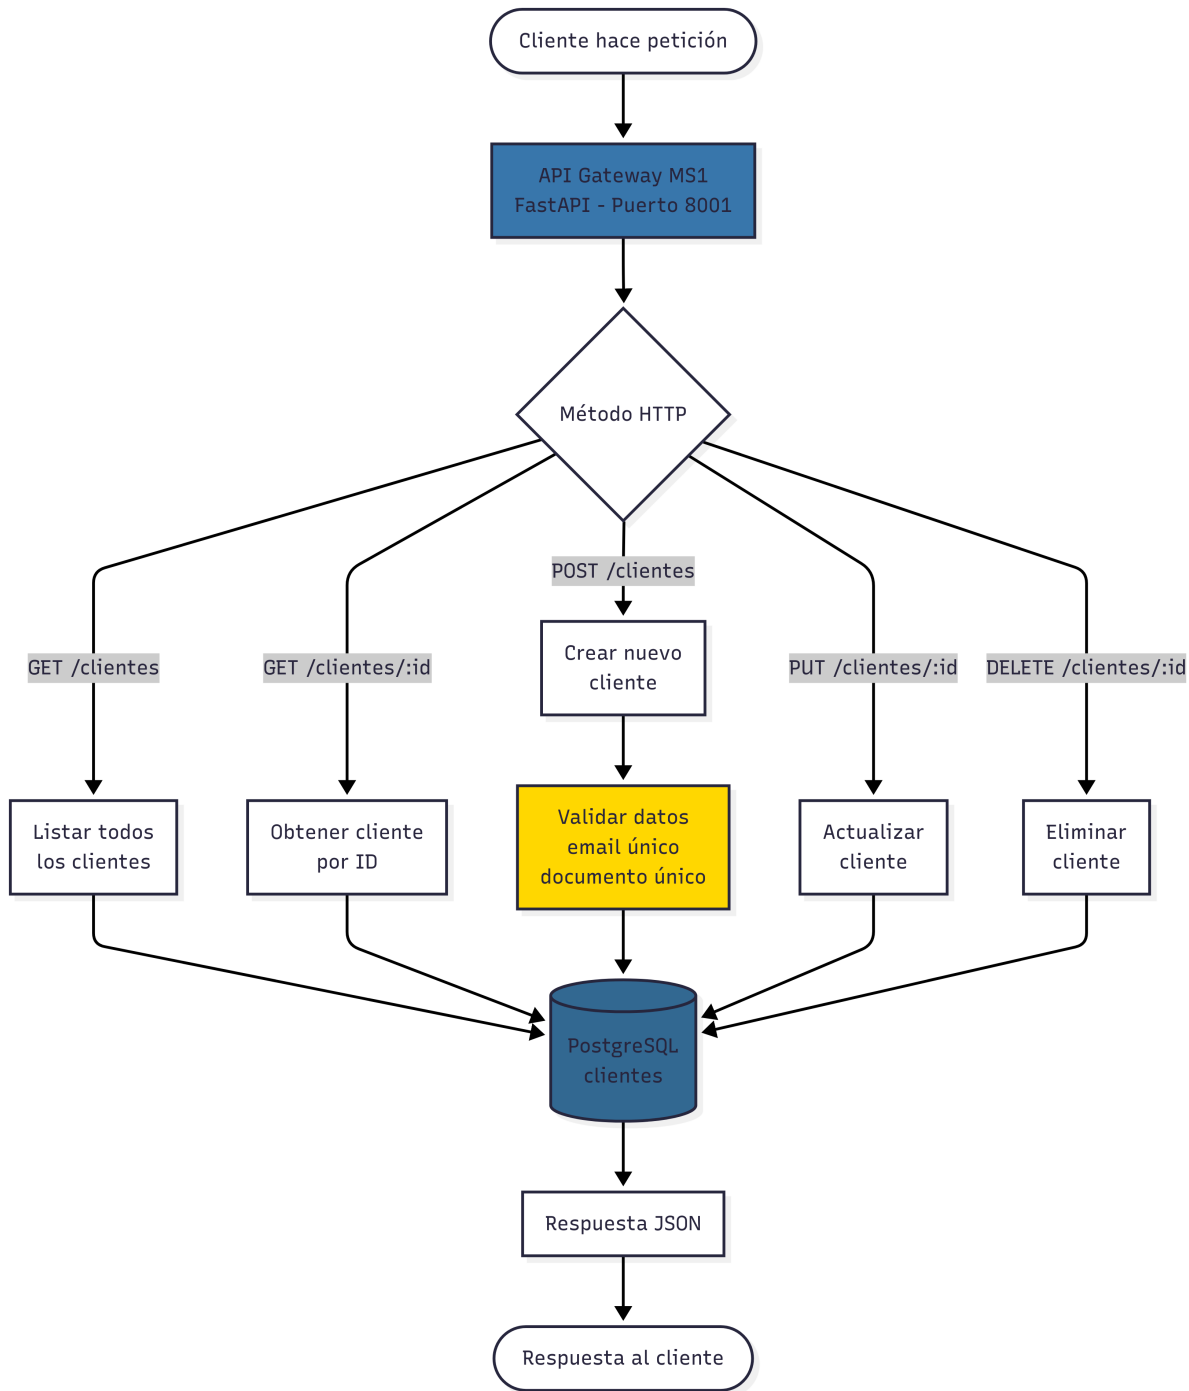 Cliente hace petición
API Gateway MS1
FastAPI - Puerto 8001
Método HTTP
POST /clientes
GET /clientes
GET /clientes/:id
Crear nuevo
cliente
PUT /clientes/:id
DELETE /clientes/:id
Listar todos
los clientes
Obtener cliente
por ID
Validar datos
email único
documento único
Actualizar
cliente
Eliminar
cliente
PostgreSQL
clientes
Respuesta JSON
Respuesta al cliente